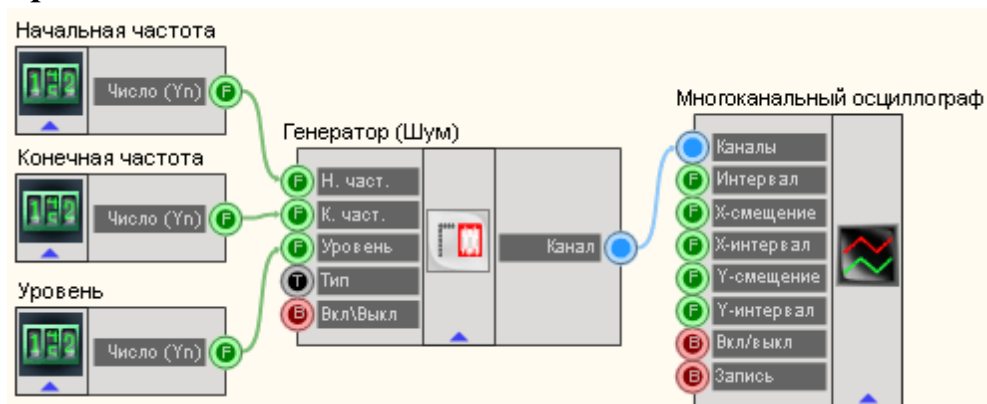 Начальная частота
Число (Yn)
F
Конечная частота
Число (Yn)
F
Уровень
Число (Yn)
F
Генератор (Шум)
F Н. част.
F К. част.
F Уровень
T Тип
B Вкл\Выкл
Канал
Многоканальный осциллограф
Каналы
F Интервал
F X-смещение
F X-интервал
F Y-смещение
F Y-интервал
B Вкл/выкл
B Запись